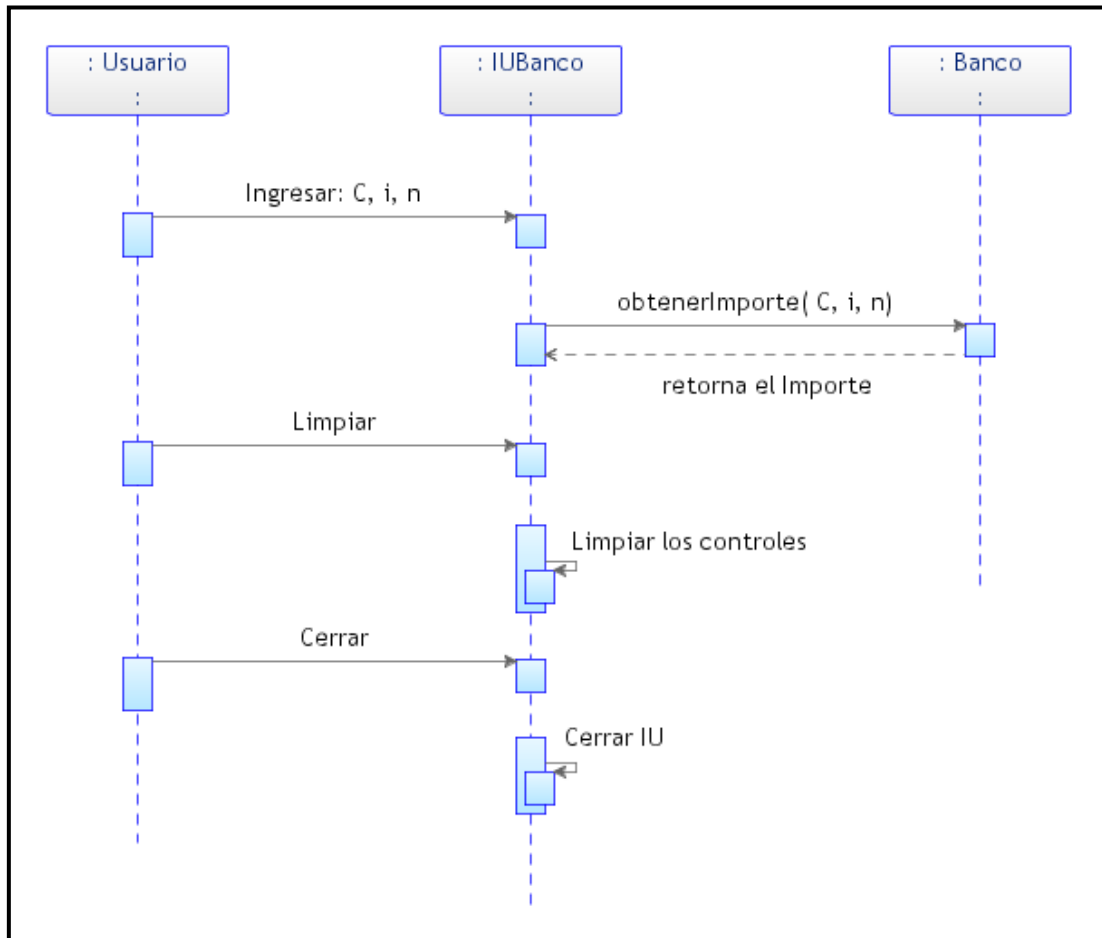 : Usuario
:
: IUBanco
:
: Banco
:
Ingresar: C, i, n
obtenerImporte( C, i, n)
retorna el Importe
Limpiar
Limpiar los controles
Cerrar
Cerrar IU